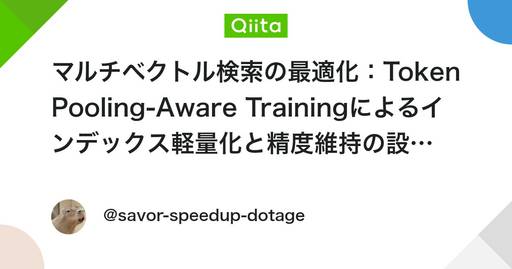 Qiita
マルチベクトル検索の最適化：Token
Pooling-Aware Trainingによるイ
ンデックス軽量化と精度維持の設…
@savor-speedup-dotage